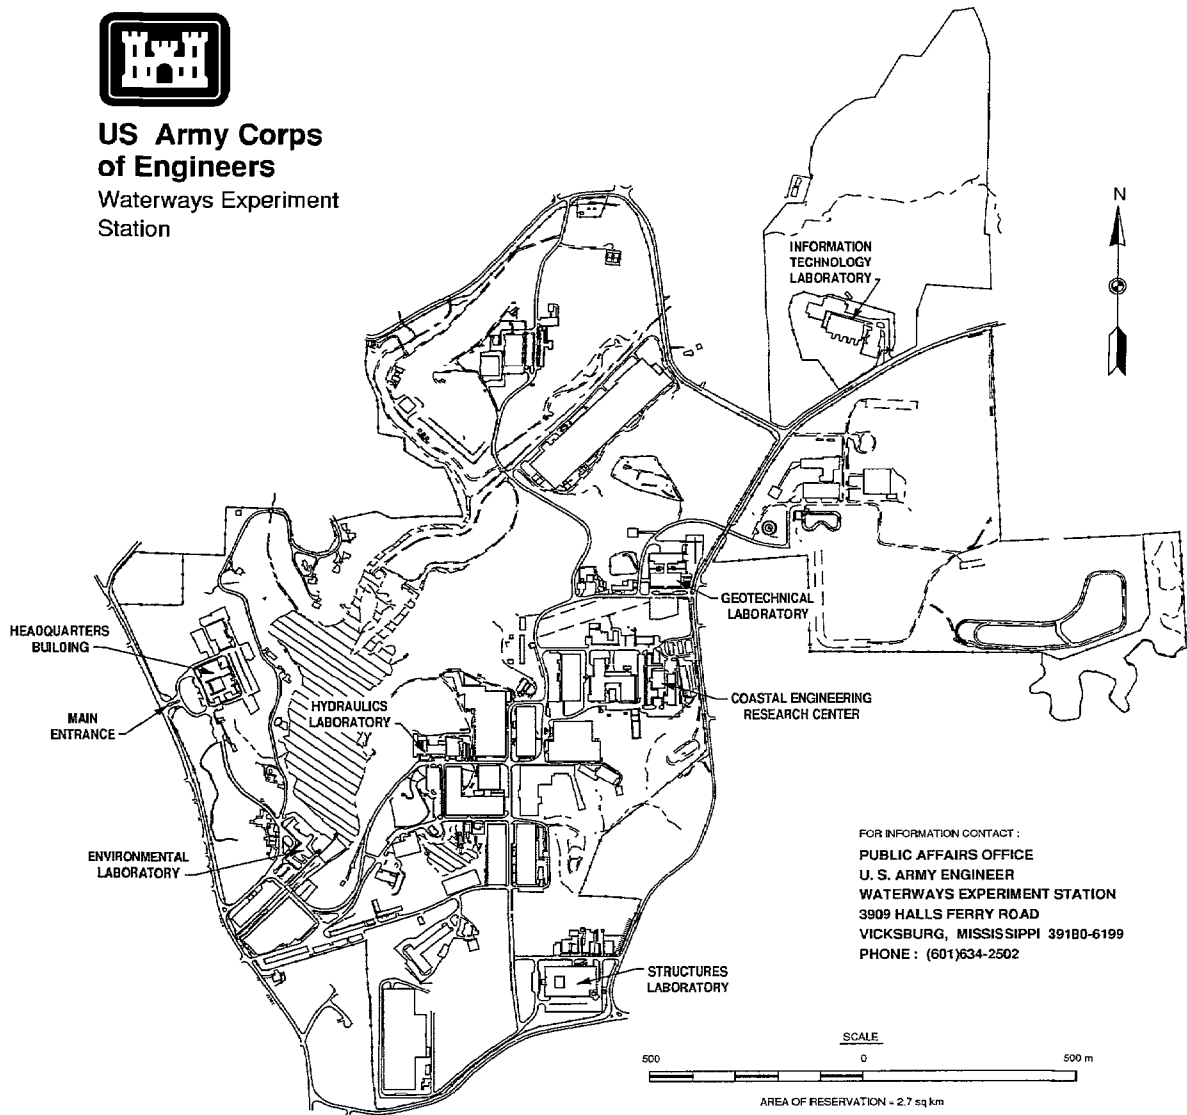 US Army Corps
of Engineers
Waterways Experiment
Station
N
INFORMATION
TECHNOLOGY
LABORATORY
GEOTECHNICAL
LABORATORY
HEADQUARTERS
BUILDING
MAIN
ENTRANCE
HYDRAULICS
LABORATORY
COASTAL ENGINEERING
RESEARCH CENTER
ENVIRONMENTAL
LABORATORY
STRUCTURES
LABORATORY
FOR INFORMATION CONTACT :
PUBLIC AFFAIRS OFFICE
U. S. ARMY ENGINEER
WATERWAYS EXPERIMENT STATION
3909 HALLS FERRY ROAD
VICKSBURG, MISSISSIPPI 39180-6199
PHONE : (601)634-2502
SCALE
500 0 500 m
AREA OF RESERVATION = 2.7 sq km